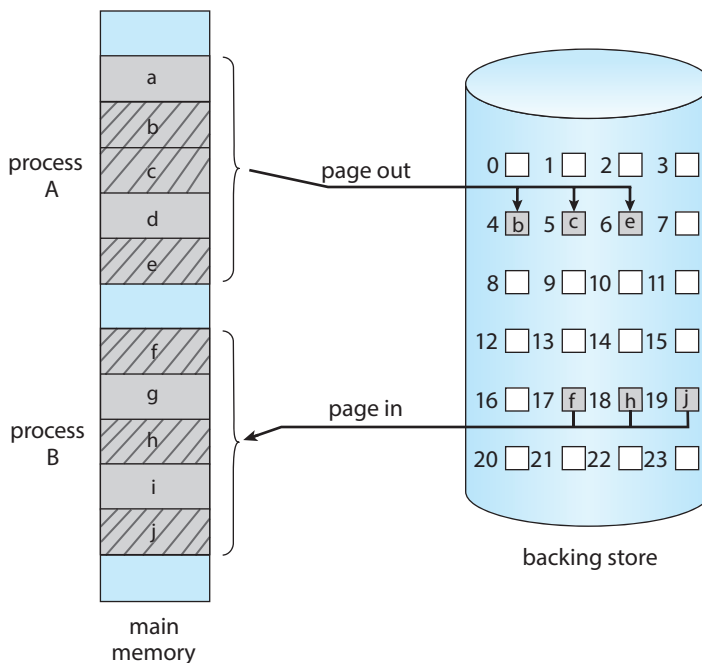 a
b
c
d
e
process
A
f
g
h
i
j
process
B
main
memory
page out
page in
0 1 2 3
4 b 5 c 6 e 7
8 9 10 11
12 13 14 15
16 17 f 18 h 19 j
20 21 22 23
backing store